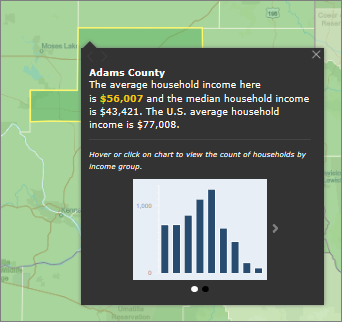 Moses Lake
Adams County
The average household income here
is $56,007 and the median household income
is $43,421. The U.S. average household
income is $77,008.
Hover or click on chart to view the count of households by
income group.
1,000
0